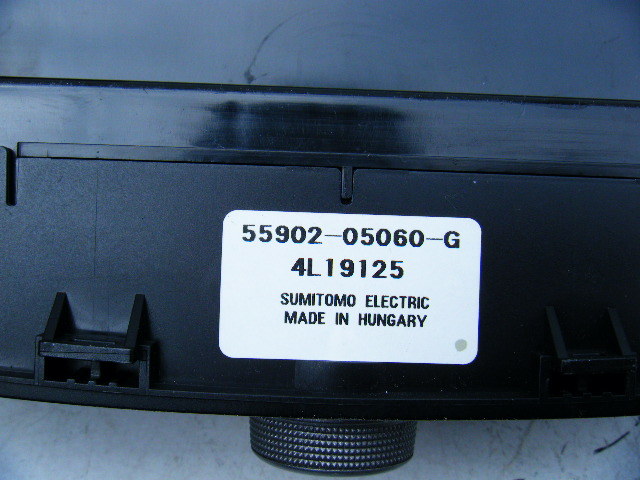 55902-05060-G
4L19125
SUMITOMO ELECTRIC
MADE IN HUNGARY